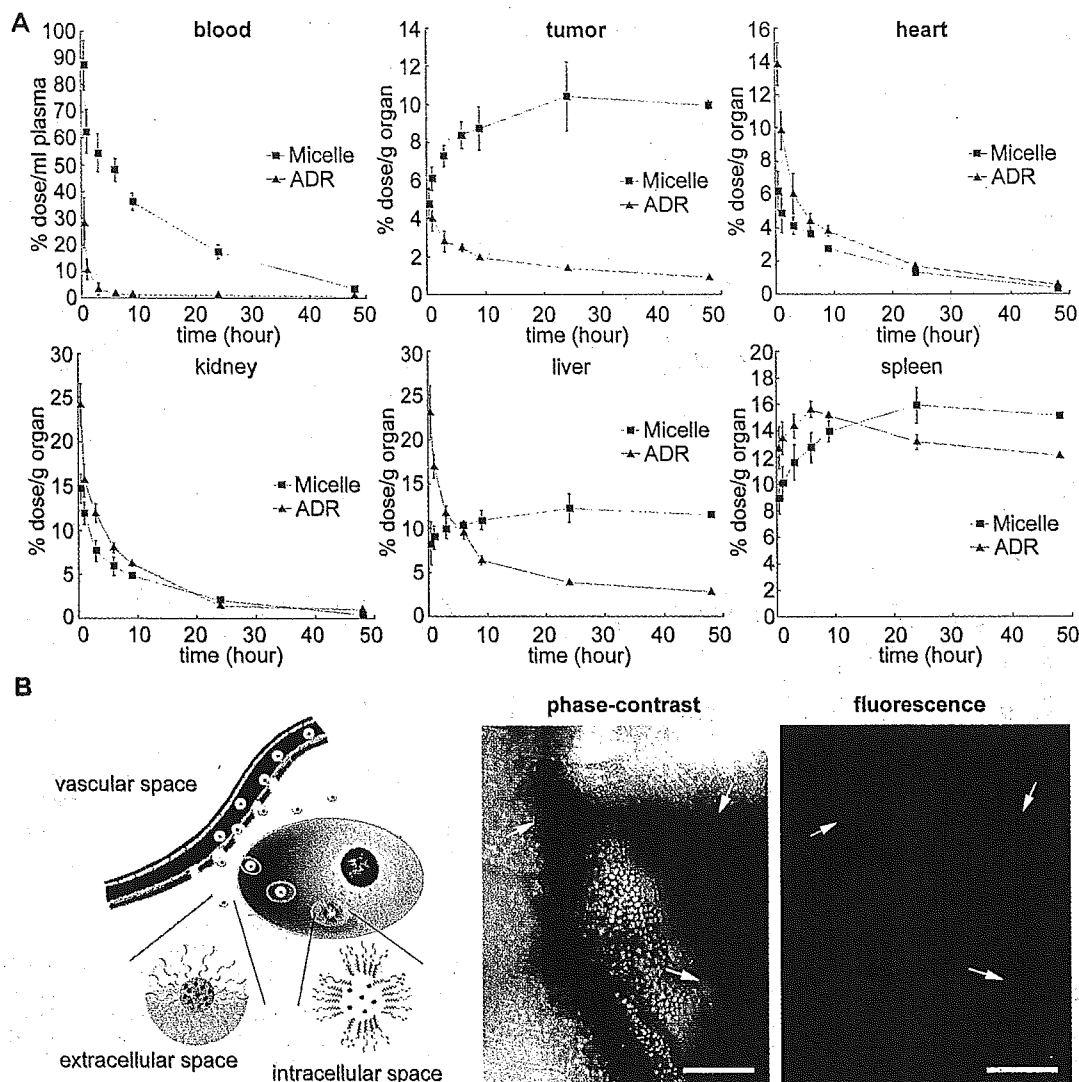 A
blood
100
90
80
70
60
50
40
30
20
10
0
% dose/ml plasma
Micelle
ADR
0 10 20 30 40 50
time (hour)
tumor
14
12
10
8
6
4
2
0
% dose/g organ
Micelle
ADR
0 10 20 30 40 50
time (hour)
heart
16
14
12
10
8
6
4
2
0
% dose/g organ
Micelle
ADR
0 10 20 30 40 50
time (hour)
kidney
30
25
20
15
10
5
0
% dose/g organ
Micelle
ADR
0 10 20 30 40 50
time (hour)
liver
30
25
20
15
10
5
0
% dose/g organ
Micelle
ADR
0 10 20 30 40 50
time (hour)
spleen
20
18
16
14
12
10
8
6
4
2
0
% dose/g organ
Micelle
ADR
0 10 20 30 40 50
time (hour)
B
vascular space
extracellular space
intracellular space
phase-contrast
fluorescence